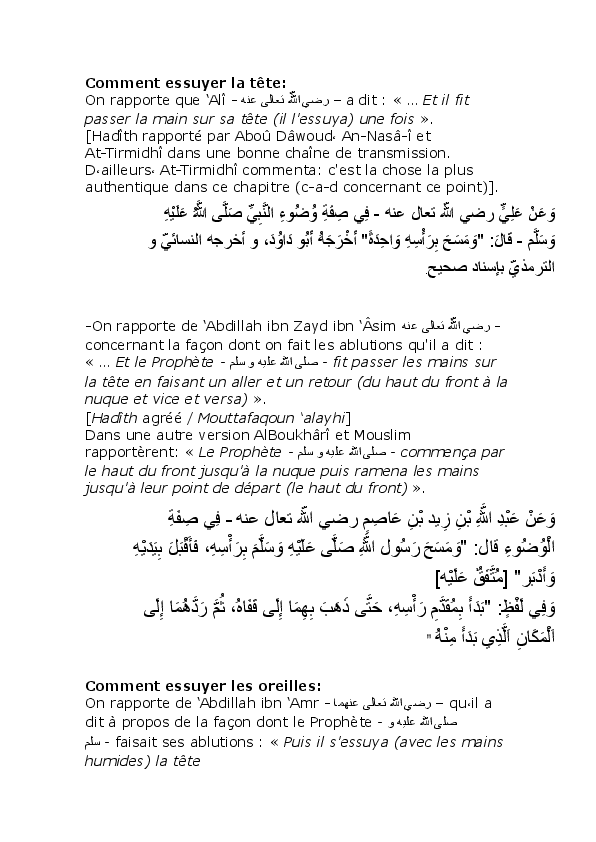 Comment essuyer la tête:
On rapporte que ‘Alî – رضي الله تعالى عنه – a dit : « ... Et il fit
passer la main sur sa tête (il l'essuya) une fois ».
[Hadîth rapporté par Aboû Dâwoud، An-Nasâ-î et
At-Tirmidhî dans une bonne chaîne de transmission.
D،ailleurs، At-Tirmidhî commenta: c'est la chose la plus
authentique dans ce chapitre (c-a-d concernant ce point)].
وَعَنْ عَلِيٍّ رضي الله تعال عنه - فِي صِفَةِ وُضُوءِ النَّبِيِّ صَلَّى اللَّهُ عَلَيْهِ
وَسَلَّم - قَالَ: "وَمَسَحَ بِرَأْسِهِ وَاحِدَةً" أَخْرَجَهُ أَبُو دَاوُدَ، و أخرجه النسائيّ و
الترمذيّ بإسناد صحيح.
–On rapporte de ‘Abdillah ibn Zayd ibn ‘Âsim رضي الله تعالى عنه –
concernant la façon dont on fait les ablutions qu'il a dit :
« ... Et le Prophète - صلى الله عليه و سلم - fit passer les mains sur
la tête en faisant un aller et un retour (du haut du front à la
nuque et vice et versa) ».
[Hadîth agréé / Mouttafaqoun ‘alayhi]
Dans une autre version AlBoukhârî et Mouslim
rapportèrent: « Le Prophète - صلى الله عليه و سلم - commença par
le haut du front jusqu'à la nuque puis ramena les mains
jusqu'à leur point de départ (le haut du front) ».
وَعَنْ عَبْدِ اللَّهِ بْنِ زِيد بْنِ عَاصِمٍ رضي الله تعال عنه - فِي صِفَةِ
الْوُضُوءِ قَال: "وَمَسَحَ رَسُول اللَّهِ صَلَّى عَلَيْهِ وَسَلَّمَ بِرَأْسِهِ، فَأَقْبَلَ بِيَدَيْهِ
وَأَدْبَر" [مُتَّفَقٌ عَلَيْه]
وَفِي لَفْظٍ: "بَدَأَ بِمُقَدَّمِ رَأْسِهِ، حَتَّى ذَهَبَ بِهِمَا إِلَى قَفَاهُ، ثُمَّ رَدَّهُمَا إِلَى
اَلْمَكَانِ اَلَّذِي بَدَأَ مِنْهُ "
Comment essuyer les oreilles:
On rapporte de ‘Abdillah ibn ‘Amr – رضي الله تعالى عنهما – qu،il a
dit à propos de la façon dont le Prophète - صلى الله عليه و
سلم - faisait ses ablutions : « Puis il s'essuya (avec les mains
humides) la tête